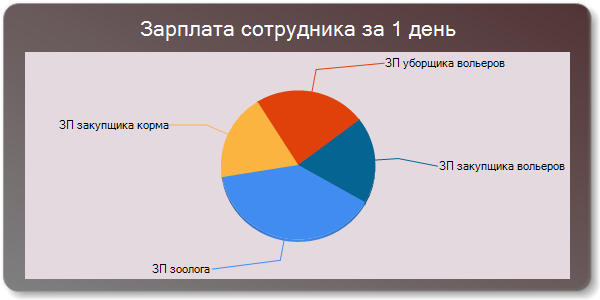 Зарплата сотрудника за 1 день
ЗП уборщика вольеров
ЗП закупщика корма
ЗП закупщика вольеров
ЗП зоолога